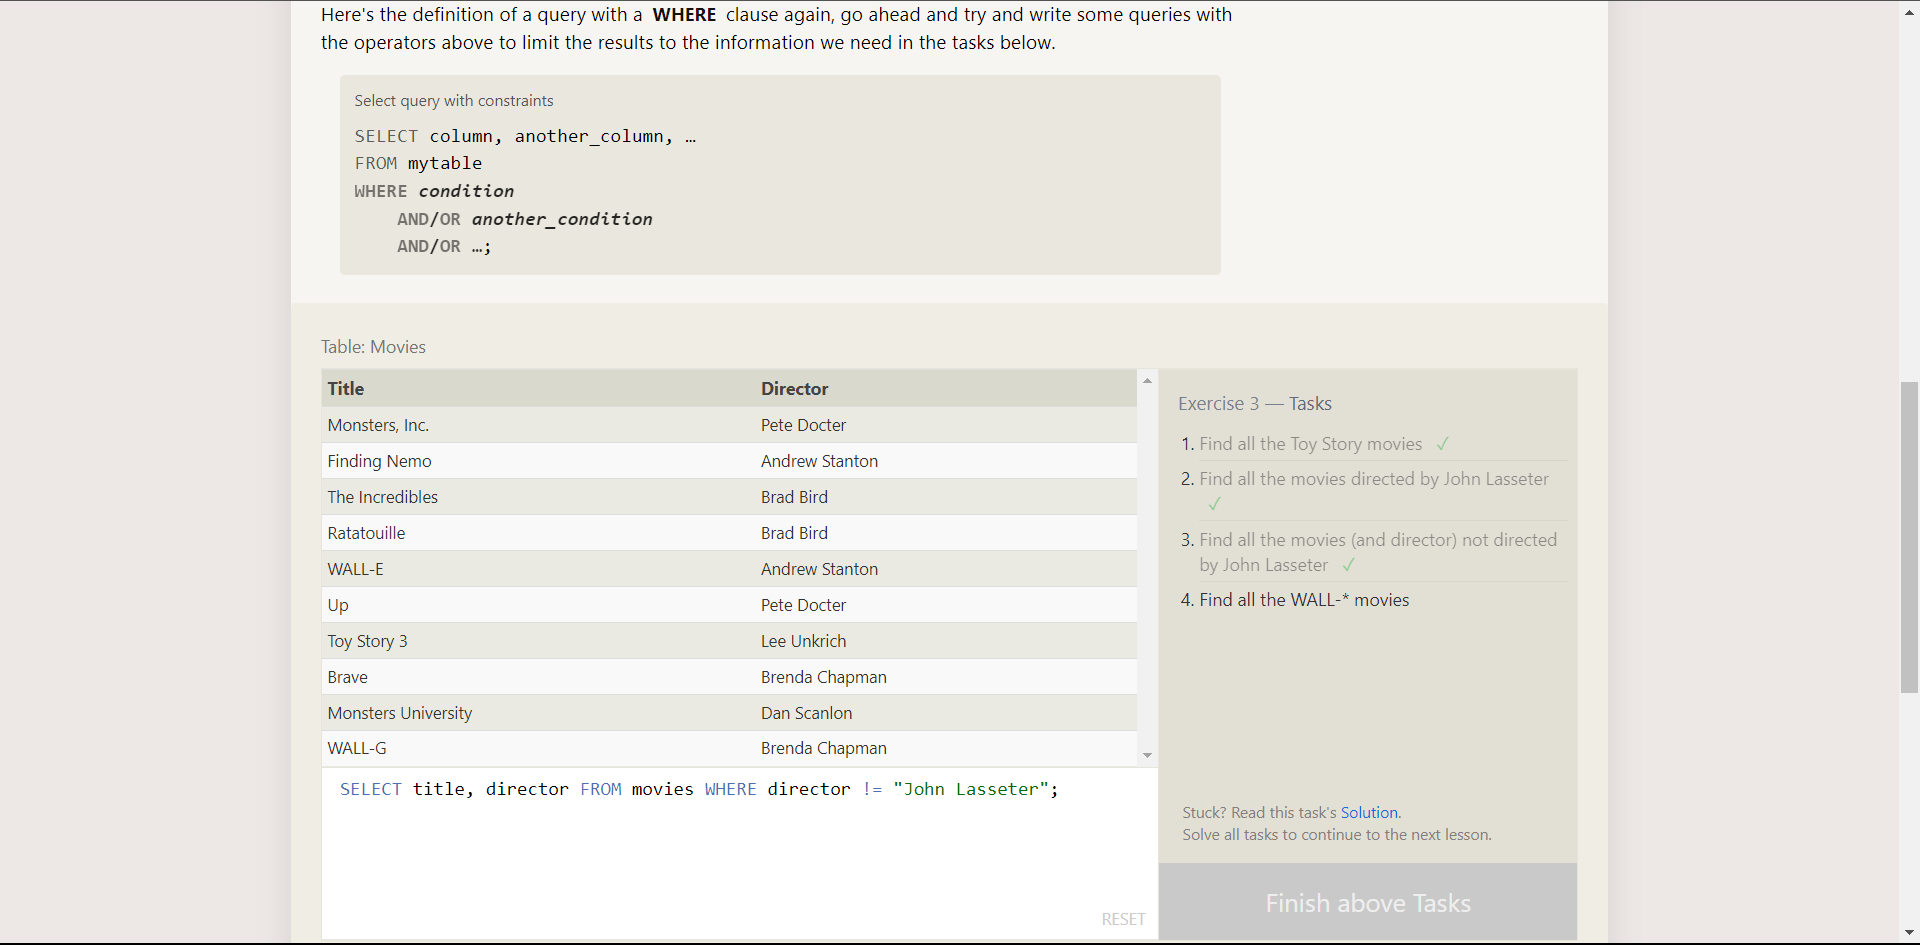 Here's the definition of a query with a WHERE clause again, go ahead and try and write some queries with
the operators above to limit the results to the information we need in the tasks below.
Select query with constraints
SELECT column, another_column, …
FROM mytable
WHERE condition
AND/OR another_condition
AND/OR …;
Table: Movies
Title Director
Monsters, Inc. Pete Docter
Finding Nemo Andrew Stanton
The Incredibles Brad Bird
Ratatouille Brad Bird
WALL-E Andrew Stanton
Up Pete Docter
Toy Story 3 Lee Unkrich
Brave Brenda Chapman
Monsters University Dan Scanlon
WALL-G Brenda Chapman
SELECT title, director FROM movies WHERE director != "John Lasseter";
RESET
Exercise 3 — Tasks
1. Find all the Toy Story movies ✓
2. Find all the movies directed by John Lasseter
✓
3. Find all the movies (and director) not directed
by John Lasseter ✓
4. Find all the WALL-* movies
Stuck? Read this task's Solution.
Solve all tasks to continue to the next lesson.
Finish above Tasks